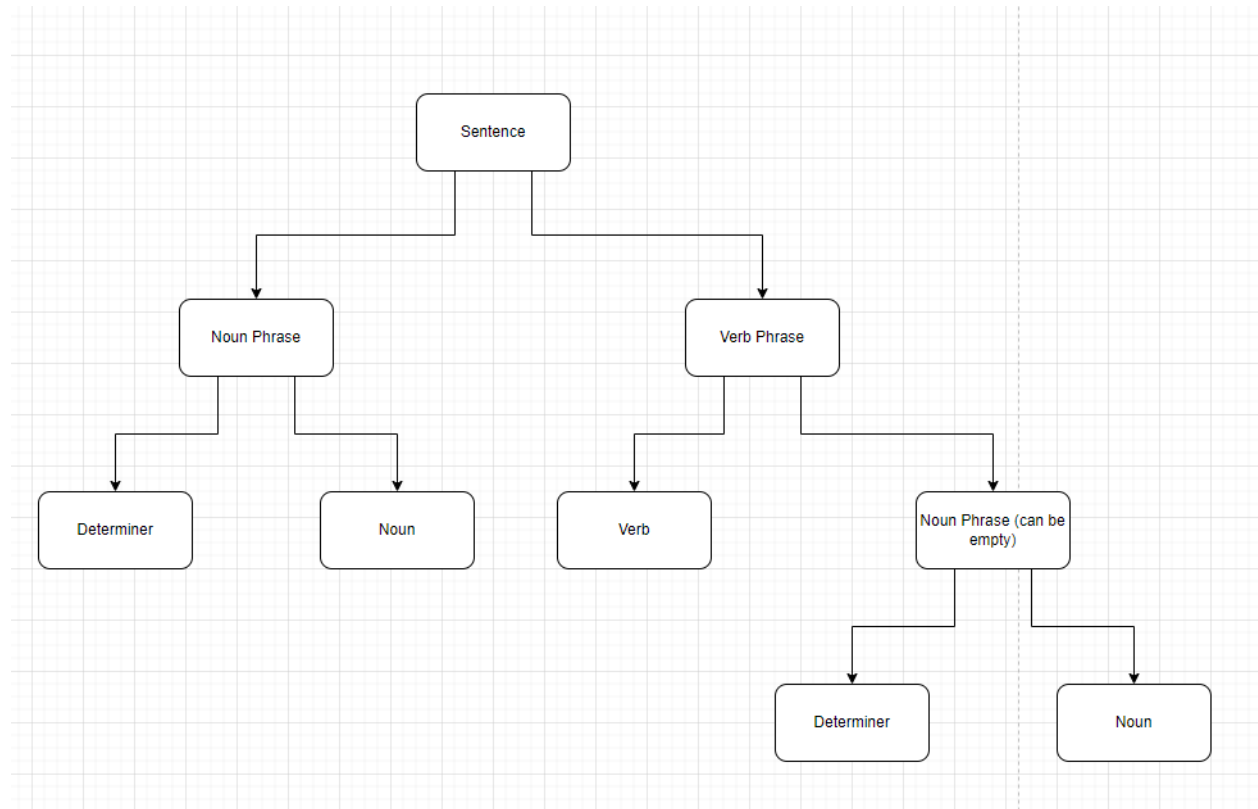 Sentence
Noun Phrase
Verb Phrase
Determiner
Noun
Verb
Noun Phrase (can be
empty)
Determiner
Noun